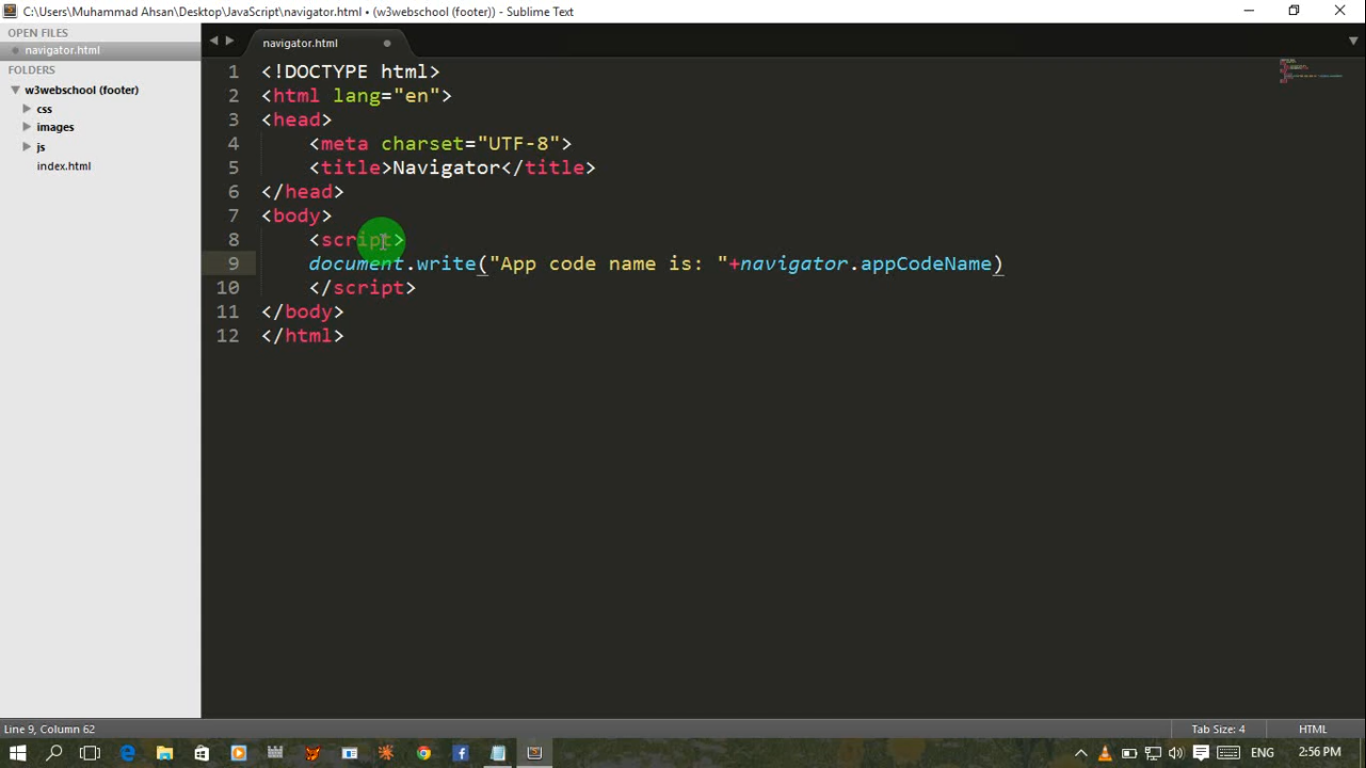 C:\Users\Muhammad Ahsan\Desktop\JavaScript\navigator.html • (w3webschool (footer)) - Sublime Text
OPEN FILES
navigator.html
FOLDERS
w3webschool (footer)
css
images
js
index.html
navigator.html
1 <!DOCTYPE html>
2 <html lang="en">
3 <head>
4 <meta charset="UTF-8">
5 <title>Navigator</title>
6 </head>
7 <body>
8 <script>
9 document.write("App code name is: "+navigator.appCodeName)
10 </script>
11 </body>
12 </html>
Line 9, Column 62
Tab Size: 4
HTML
ENG
2:56 PM